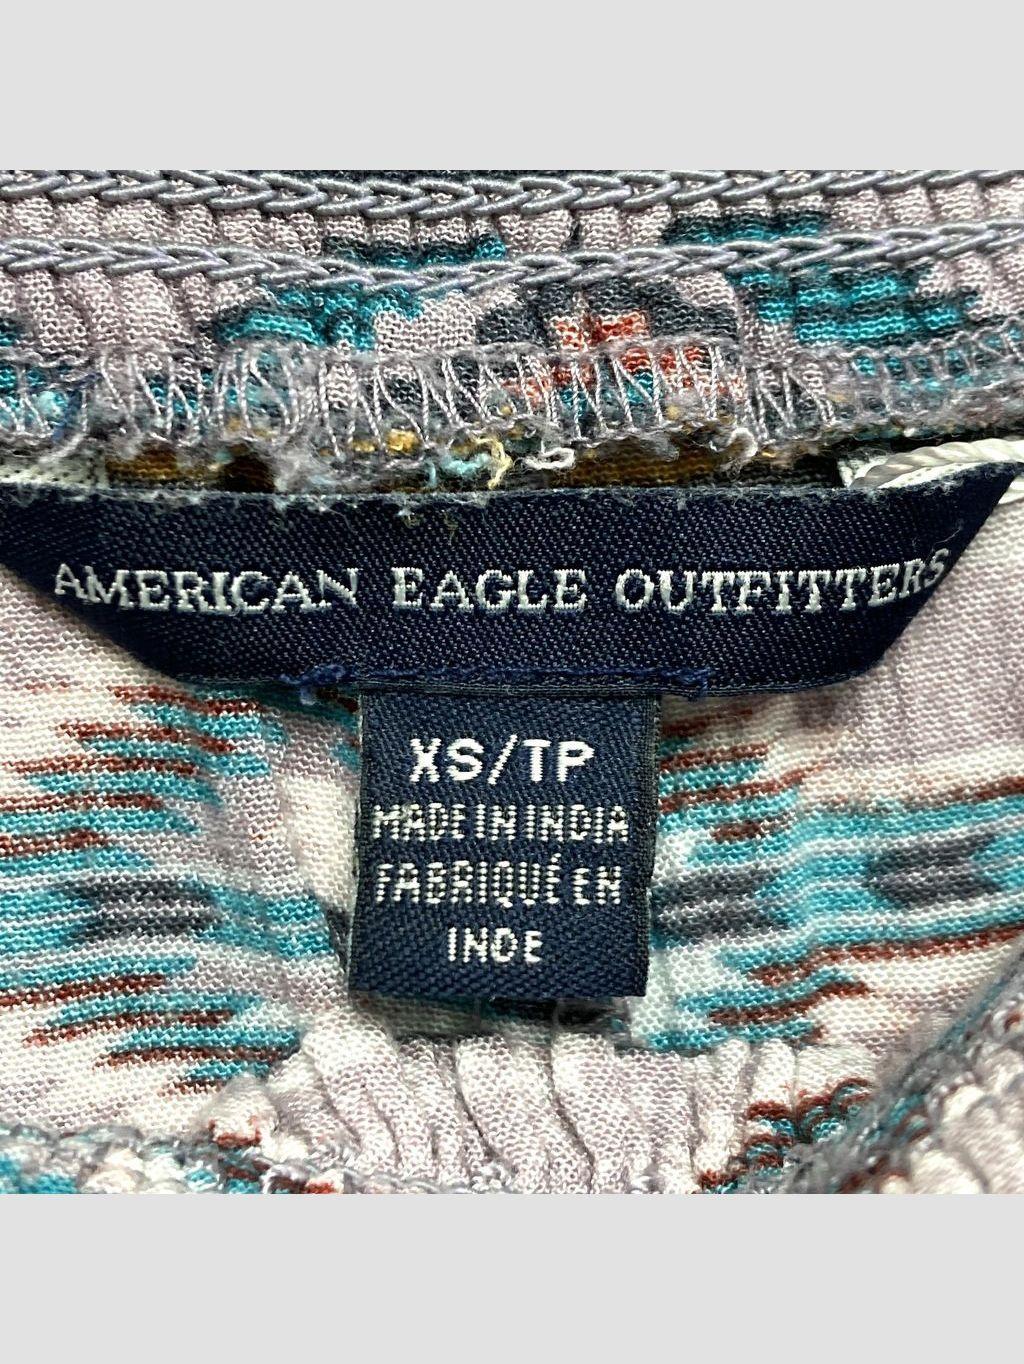 AMERICAN EAGLE OUTFITTERS
XS/TP
MADE IN INDIA
FABRIQUÉ EN
INDE